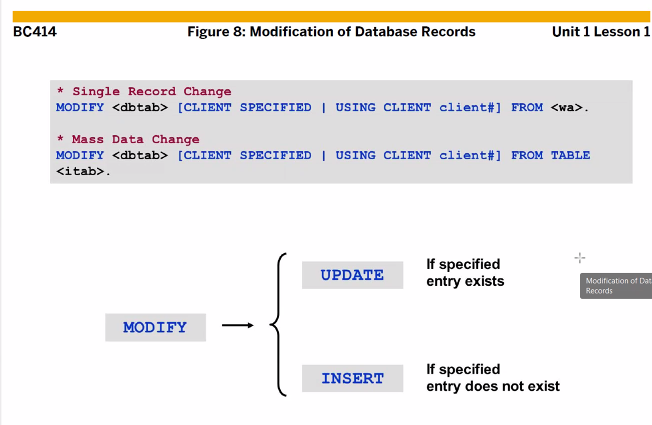 BC414 Figure 8: Modification of Database Records Unit 1 Lesson 1
* Single Record Change
MODIFY <dbtab> [CLIENT SPECIFIED | USING CLIENT client#] FROM <wa>.
* Mass Data Change
MODIFY <dbtab> [CLIENT SPECIFIED | USING CLIENT client#] FROM TABLE
<itab>.
UPDATE
If specified
entry exists
Modification of Dat
Records
MODIFY
INSERT
If specified
entry does not exist